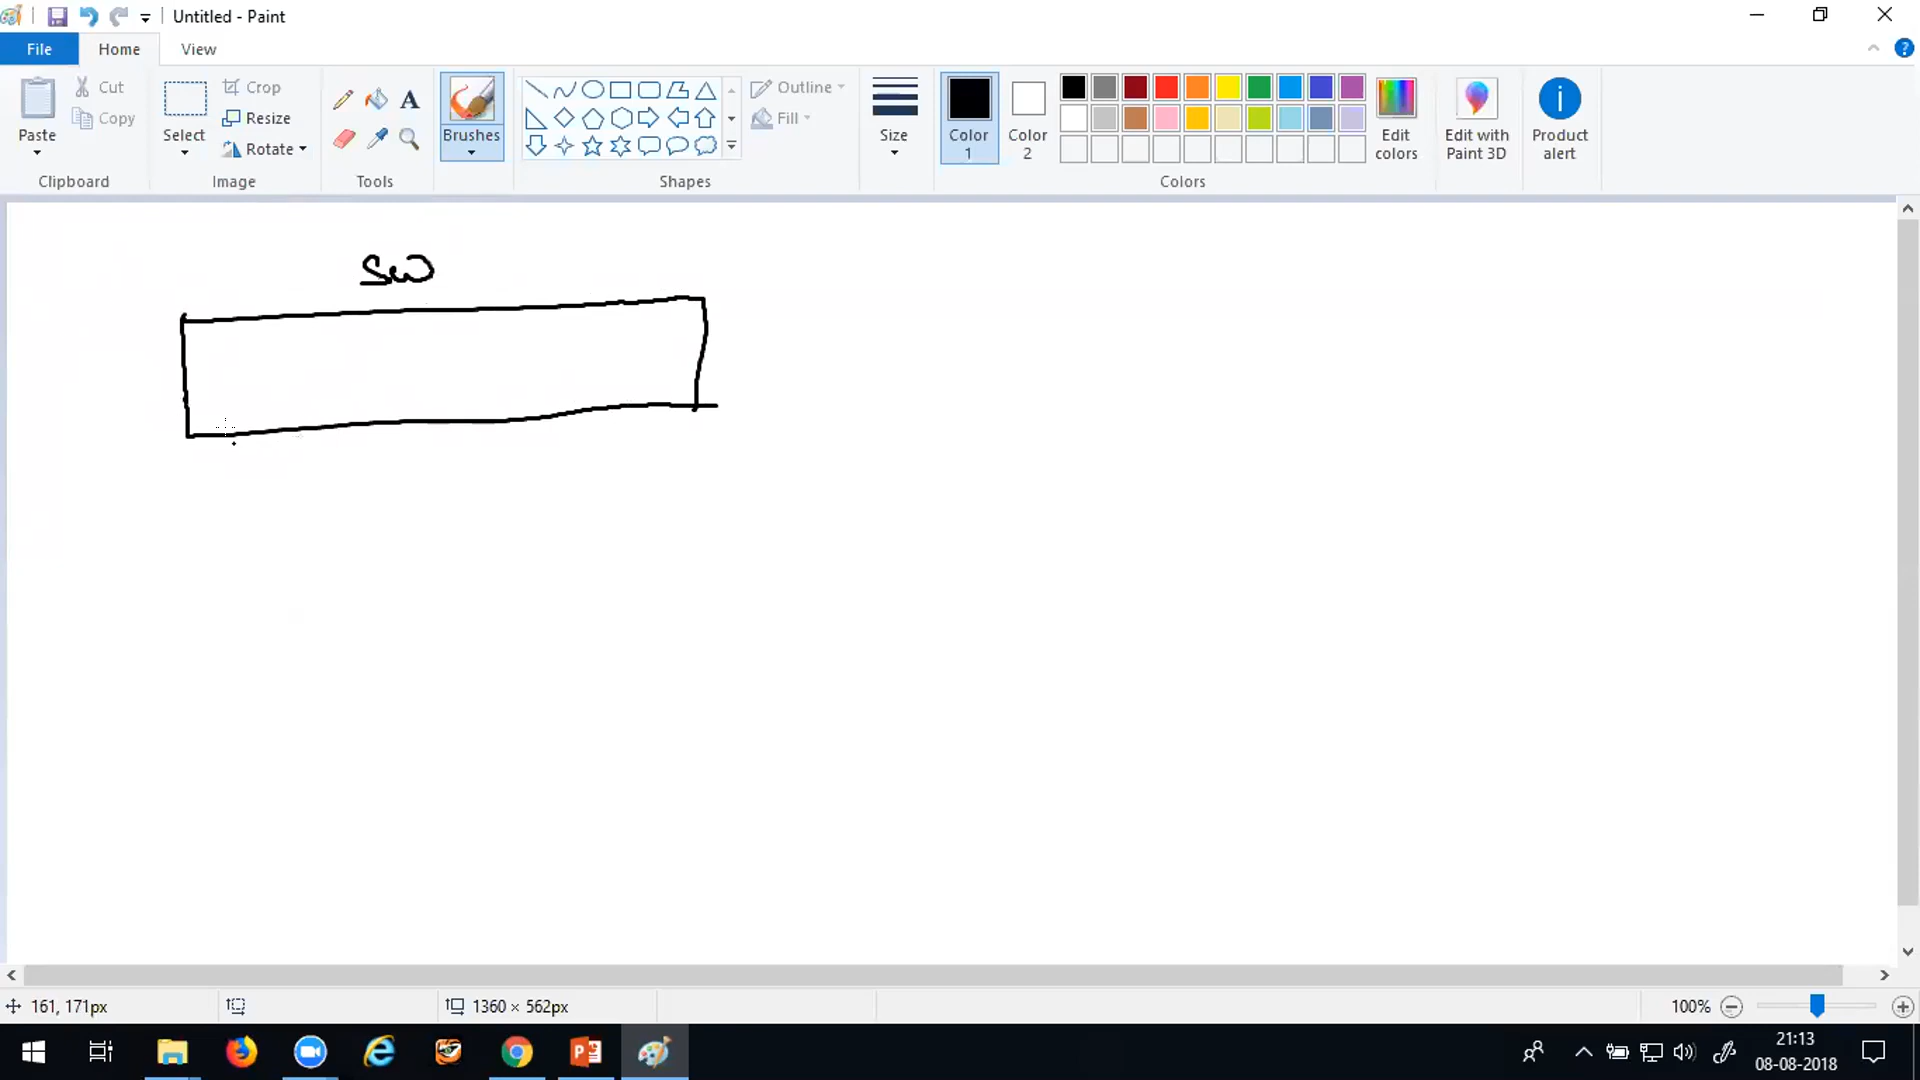 Untitled - Paint
File Home View
Paste
Cut
Copy
Clipboard
Select
Crop
Resize
Rotate
Image
Tools
Brushes
Shapes
Outline
Fill
Size
Color 1
Color 2
Colors
Edit colors
Edit with Paint 3D
Product alert
SW
161, 171px
1360 × 562px
100%
21:13
08-08-2018